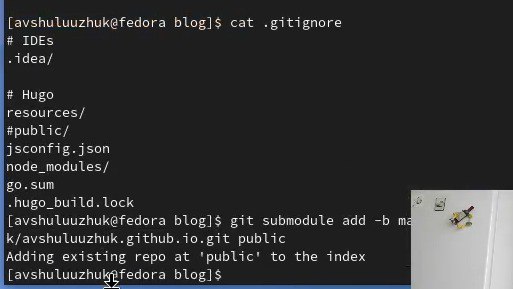 [avshuluuzhuk@fedora blog]$ cat .gitignore
# IDEs
.idea/
# Hugo
resources/
#public/
jsconfig.json
node_modules/
go.sum
.hugo_build.lock
[avshuluuzhuk@fedora blog]$ git submodule add -b
k/avshuluuzhuk.github.io.git public
Adding existing repo at 'public' to the index
[avshuluuzhuk@fedora blog]$